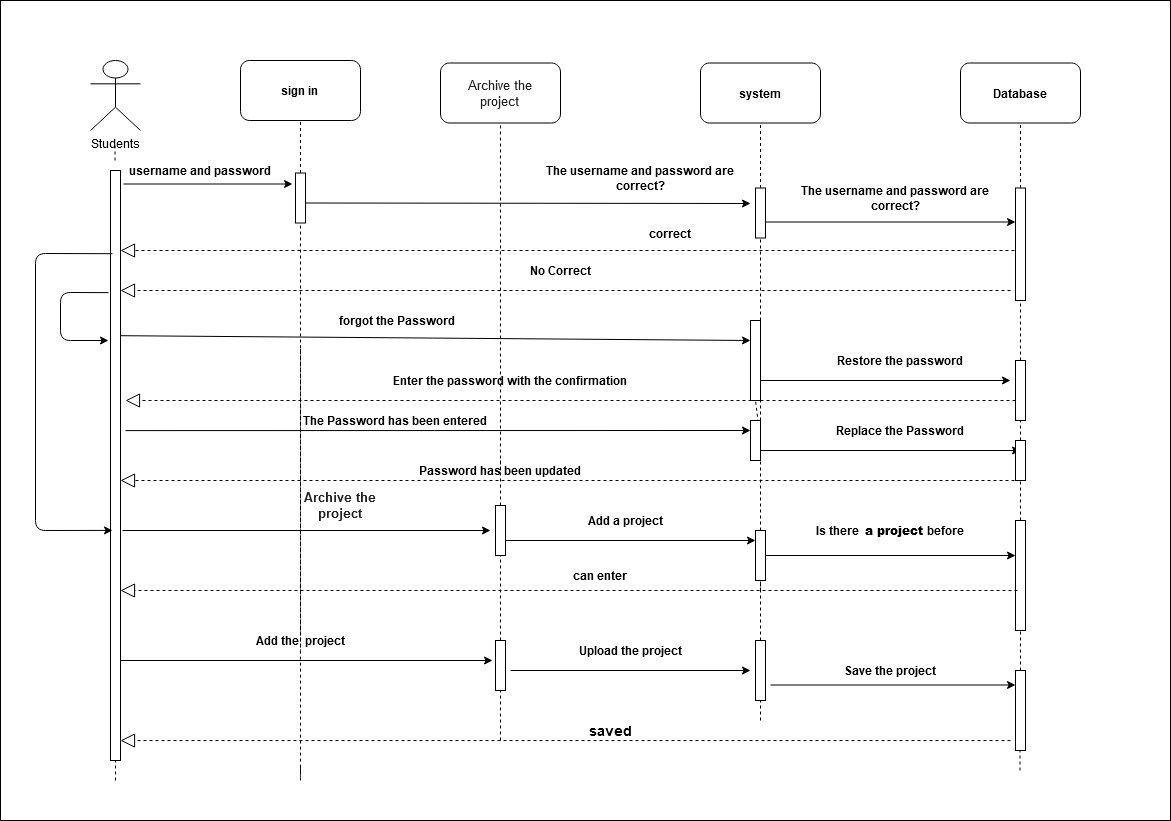 Students
sign in
Archive the
project
system
Database
username and password
The username and password are
correct?
The username and password are
correct?
correct
No Correct
forgot the Password
Restore the password
Enter the password with the confirmation
The Password has been entered
Replace the Password
Password has been updated
Archive the
project
Add a project
Is there a project before
can enter
Add the project
Upload the project
Save the project
saved